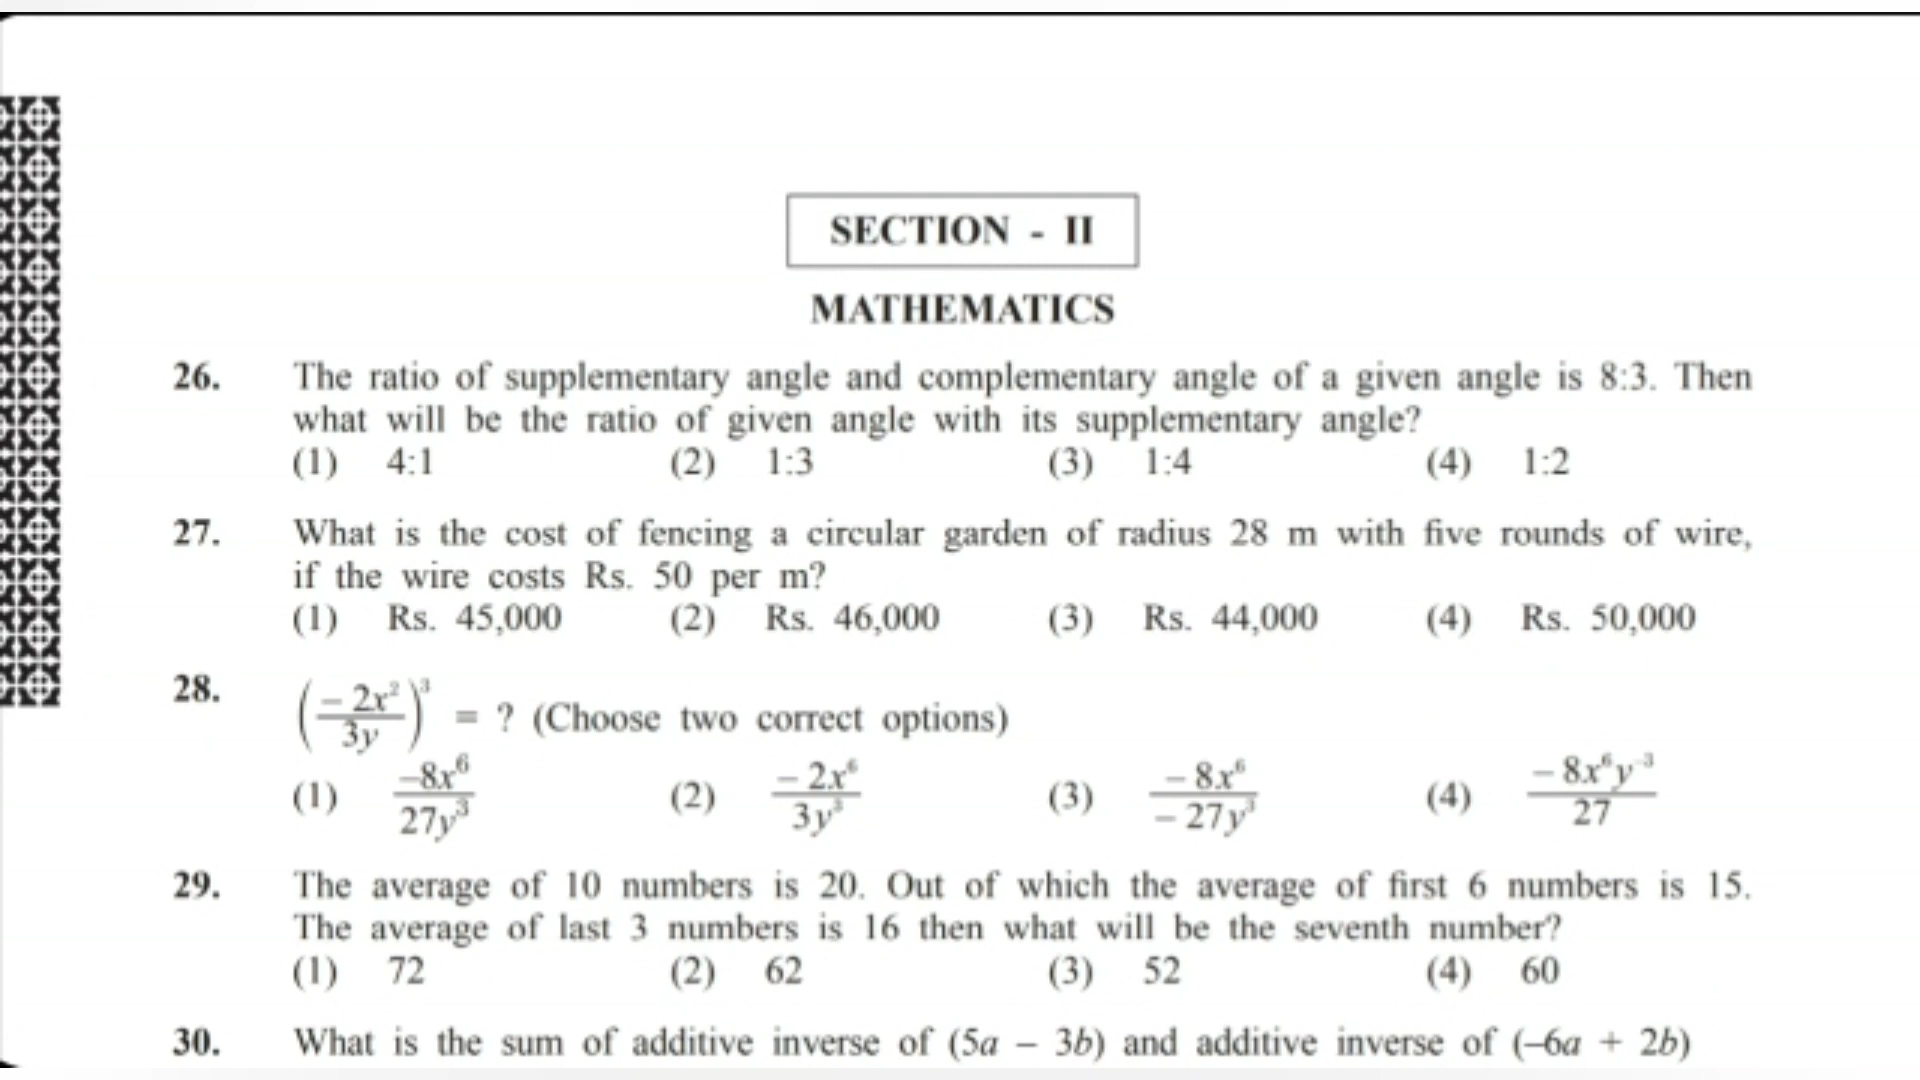 SECTION - II
MATHEMATICS
26. The ratio of supplementary angle and complementary angle of a given angle is 8:3. Then
what will be the ratio of given angle with its supplementary angle?
(1) 4:1 (2) 1:3 (3) 1:4 (4) 1:2
27. What is the cost of fencing a circular garden of radius 28 m with five rounds of wire,
if the wire costs Rs. 50 per m?
(1) Rs. 45,000 (2) Rs. 46,000 (3) Rs. 44,000 (4) Rs. 50,000
28. (−2x²/3y)³ = ? (Choose two correct options)
(1) −8x⁶/27y³ (2) −2x⁶/3y³ (3) −8x⁶/−27y³ (4) −8x⁶y⁻³/27
29. The average of 10 numbers is 20. Out of which the average of first 6 numbers is 15.
The average of last 3 numbers is 16 then what will be the seventh number?
(1) 72 (2) 62 (3) 52 (4) 60
30. What is the sum of additive inverse of (5a − 3b) and additive inverse of (−6a + 2b)